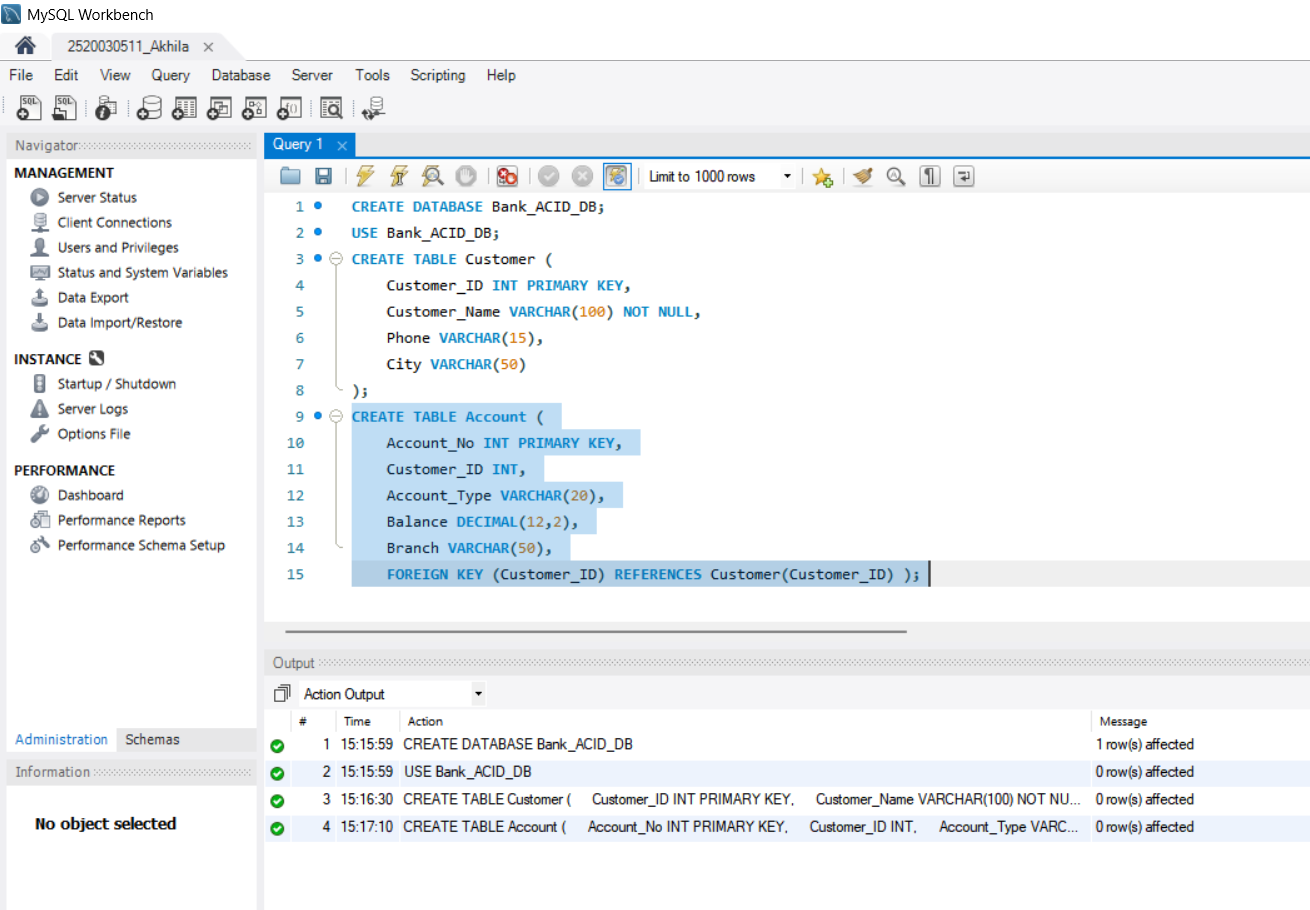 MySQL Workbench
2520030511_Akhila
File Edit View Query Database Server Tools Scripting Help
Navigator
MANAGEMENT
Server Status
Client Connections
Users and Privileges
Status and System Variables
Data Export
Data Import/Restore
INSTANCE
Startup / Shutdown
Server Logs
Options File
PERFORMANCE
Dashboard
Performance Reports
Performance Schema Setup
Administration Schemas
Information
No object selected
Query 1
Limit to 1000 rows
1 CREATE DATABASE Bank_ACID_DB;
2 USE Bank_ACID_DB;
3 CREATE TABLE Customer (
4 Customer_ID INT PRIMARY KEY,
5 Customer_Name VARCHAR(100) NOT NULL,
6 Phone VARCHAR(15),
7 City VARCHAR(50)
8 );
9 CREATE TABLE Account (
10 Account_No INT PRIMARY KEY,
11 Customer_ID INT,
12 Account_Type VARCHAR(20),
13 Balance DECIMAL(12,2),
14 Branch VARCHAR(50),
15 FOREIGN KEY (Customer_ID) REFERENCES Customer(Customer_ID) );
Output
Action Output
# Time Action Message
1 15:15:59 CREATE DATABASE Bank_ACID_DB 1 row(s) affected
2 15:15:59 USE Bank_ACID_DB 0 row(s) affected
3 15:16:30 CREATE TABLE Customer ( Customer_ID INT PRIMARY KEY, Customer_Name VARCHAR(100) NOT NU... 0 row(s) affected
4 15:17:10 CREATE TABLE Account ( Account_No INT PRIMARY KEY, Customer_ID INT, Account_Type VARC... 0 row(s) affected